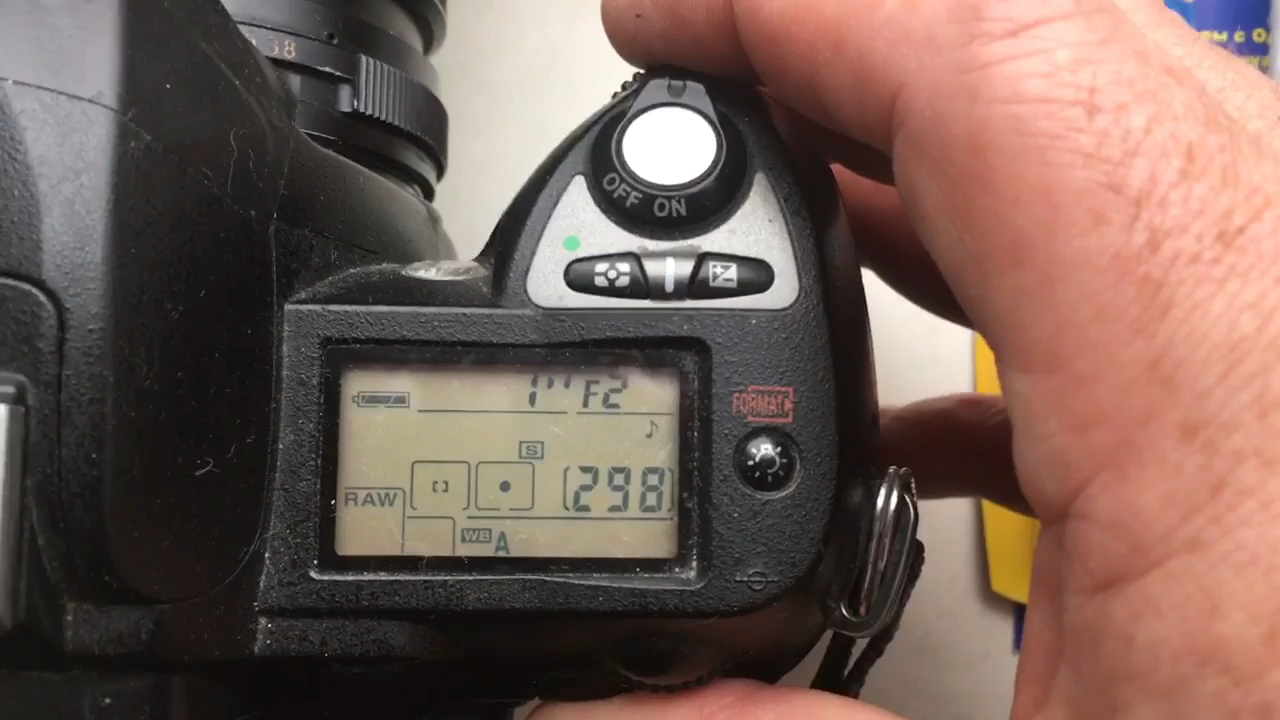 38
OFF ON
1" F2
FORMAT
S
[298]
RAW
WB A